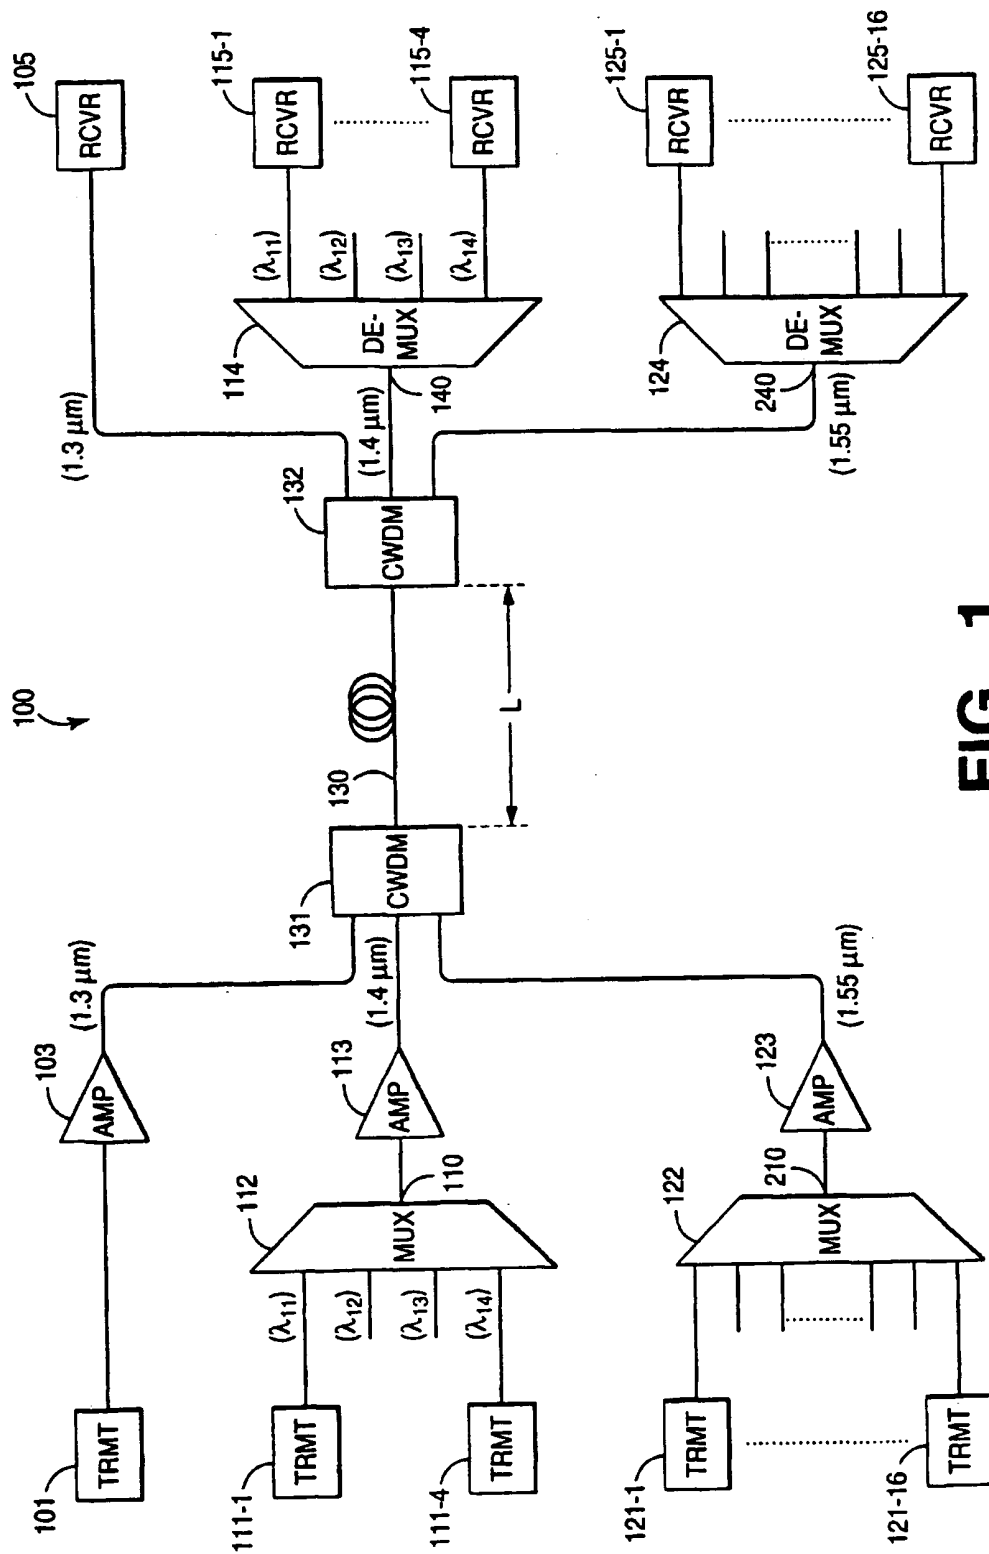 100
101
TRMT
103
AMP
(1.3 μm)
(1.3 μm)
105
RCVR
111-1
TRMT
111-4
TRMT
(λ11)
(λ12)
(λ13)
(λ14)
112
MUX
110
113
AMP
(1.4 μm)
131
CWDM
130
L
132
CWDM
(1.4 μm)
140
114
DE-
MUX
(λ11)
(λ12)
(λ13)
(λ14)
115-1
RCVR
115-4
RCVR
121-1
TRMT
121-16
TRMT
122
MUX
210
123
AMP
(1.55 μm)
(1.55 μm)
240
124
DE-
MUX
125-1
RCVR
125-16
RCVR
FIG. 1